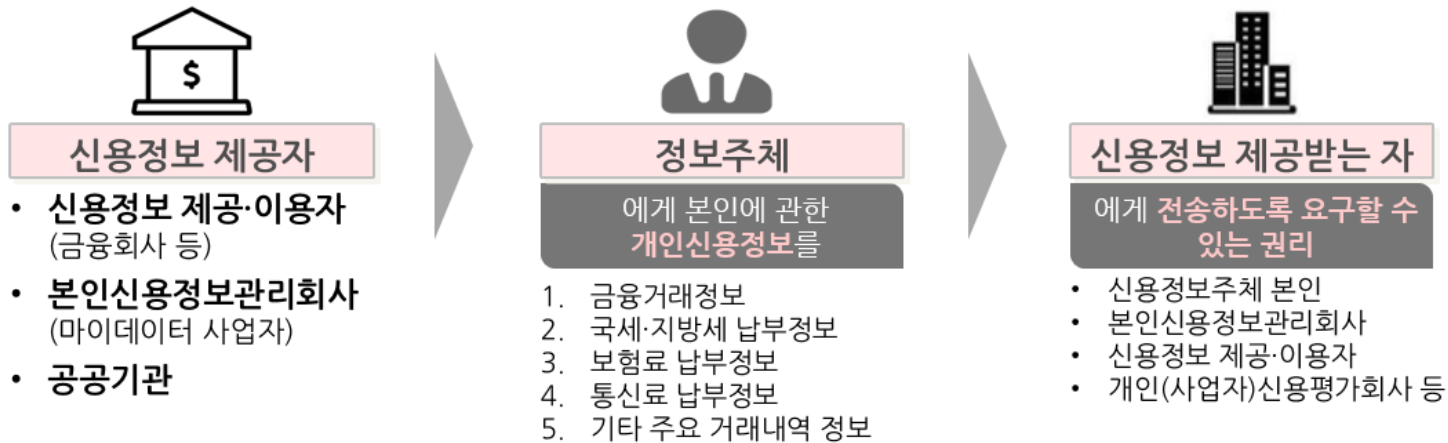 $
신용정보 제공자
• 신용정보 제공·이용자
(금융회사 등)
• 본인신용정보관리회사
(마이데이터 사업자)
• 공공기관
정보주체
에게 본인에 관한
개인신용정보를
1. 금융거래정보
2. 국세·지방세 납부정보
3. 보험료 납부정보
4. 통신료 납부정보
5. 기타 주요 거래내역 정보
신용정보 제공받는 자
에게 전송하도록 요구할 수
있는 권리
• 신용정보주체 본인
• 본인신용정보관리회사
• 신용정보 제공·이용자
• 개인(사업자)신용평가회사 등